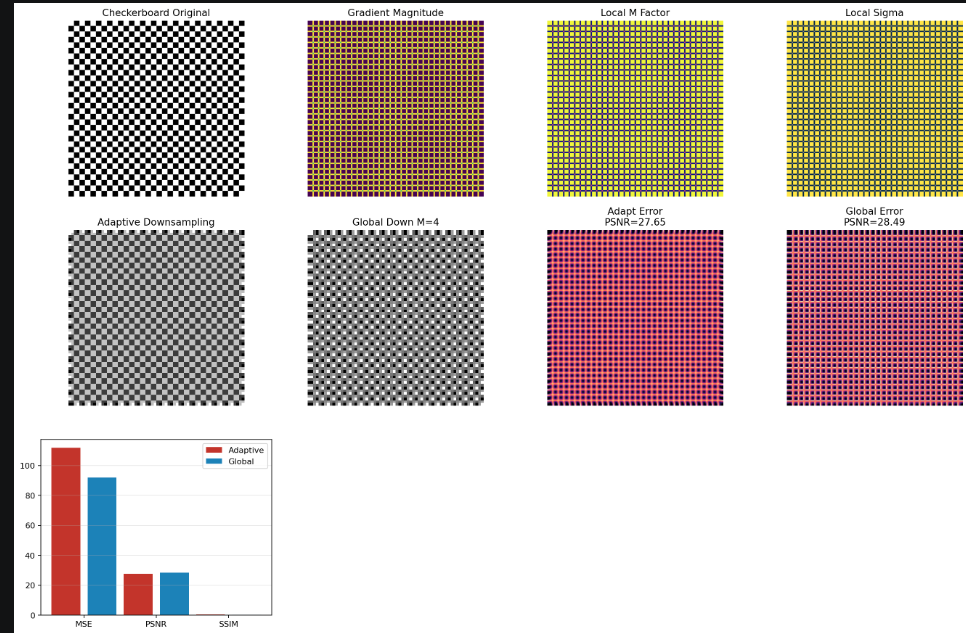 Checkerboard Original
Gradient Magnitude
Local M Factor
Local Sigma
Adaptive Downsampling
Global Down M=4
Adapt Error
PSNR=27.65
Global Error
PSNR=28.49
Adaptive
Global
100
80
60
40
20
0
MSE
PSNR
SSIM